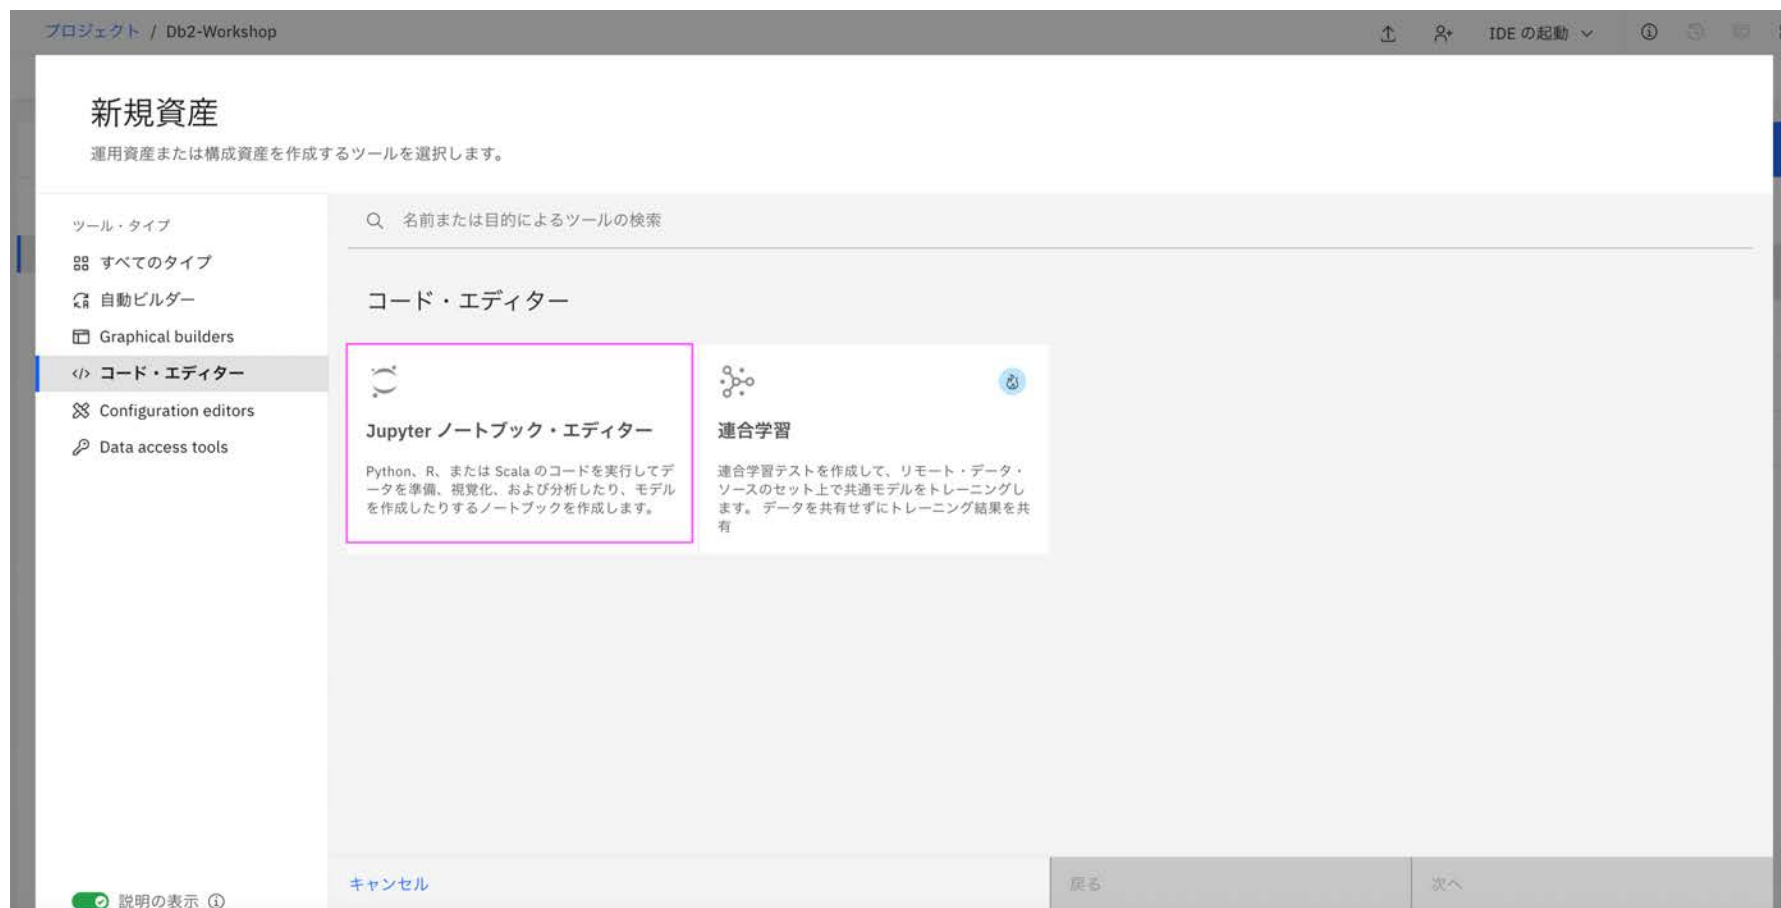 プロジェクト / Db2-Workshop
IDE の起動
新規資産
運用資産または構成資産を作成するツールを選択します。
ツール・タイプ
すべてのタイプ
自動ビルダー
Graphical builders
コード・エディター
Configuration editors
Data access tools
説明の表示
名前または目的によるツールの検索
コード・エディター
Jupyter ノートブック・エディター
Python、R、または Scala のコードを実行してデ
ータを準備、視覚化、および分析したり、モデル
を作成したりするノートブックを作成します。
連合学習
連合学習テストを作成して、リモート・データ・
ソースのセット上で共通モデルをトレーニングし
ます。 データを共有せずにトレーニング結果を共
有
キャンセル
戻る
次へ